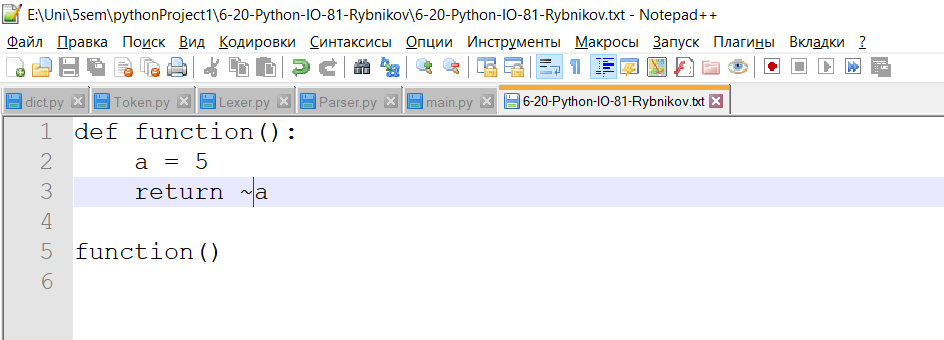 E:\Uni\5sem\pythonProject1\6-20-Python-IO-81-Rybnikov\6-20-Python-IO-81-Rybnikov.txt - Notepad++
Файл Правка Поиск Вид Кодировки Синтаксисы Опции Инструменты Макросы Запуск Плагины Вкладки ?
dict.py Token.py Lexer.py Parser.py main.py 6-20-Python-IO-81-Rybnikov.txt
1 def function():
2     a = 5
3     return ~a
4
5 function()
6